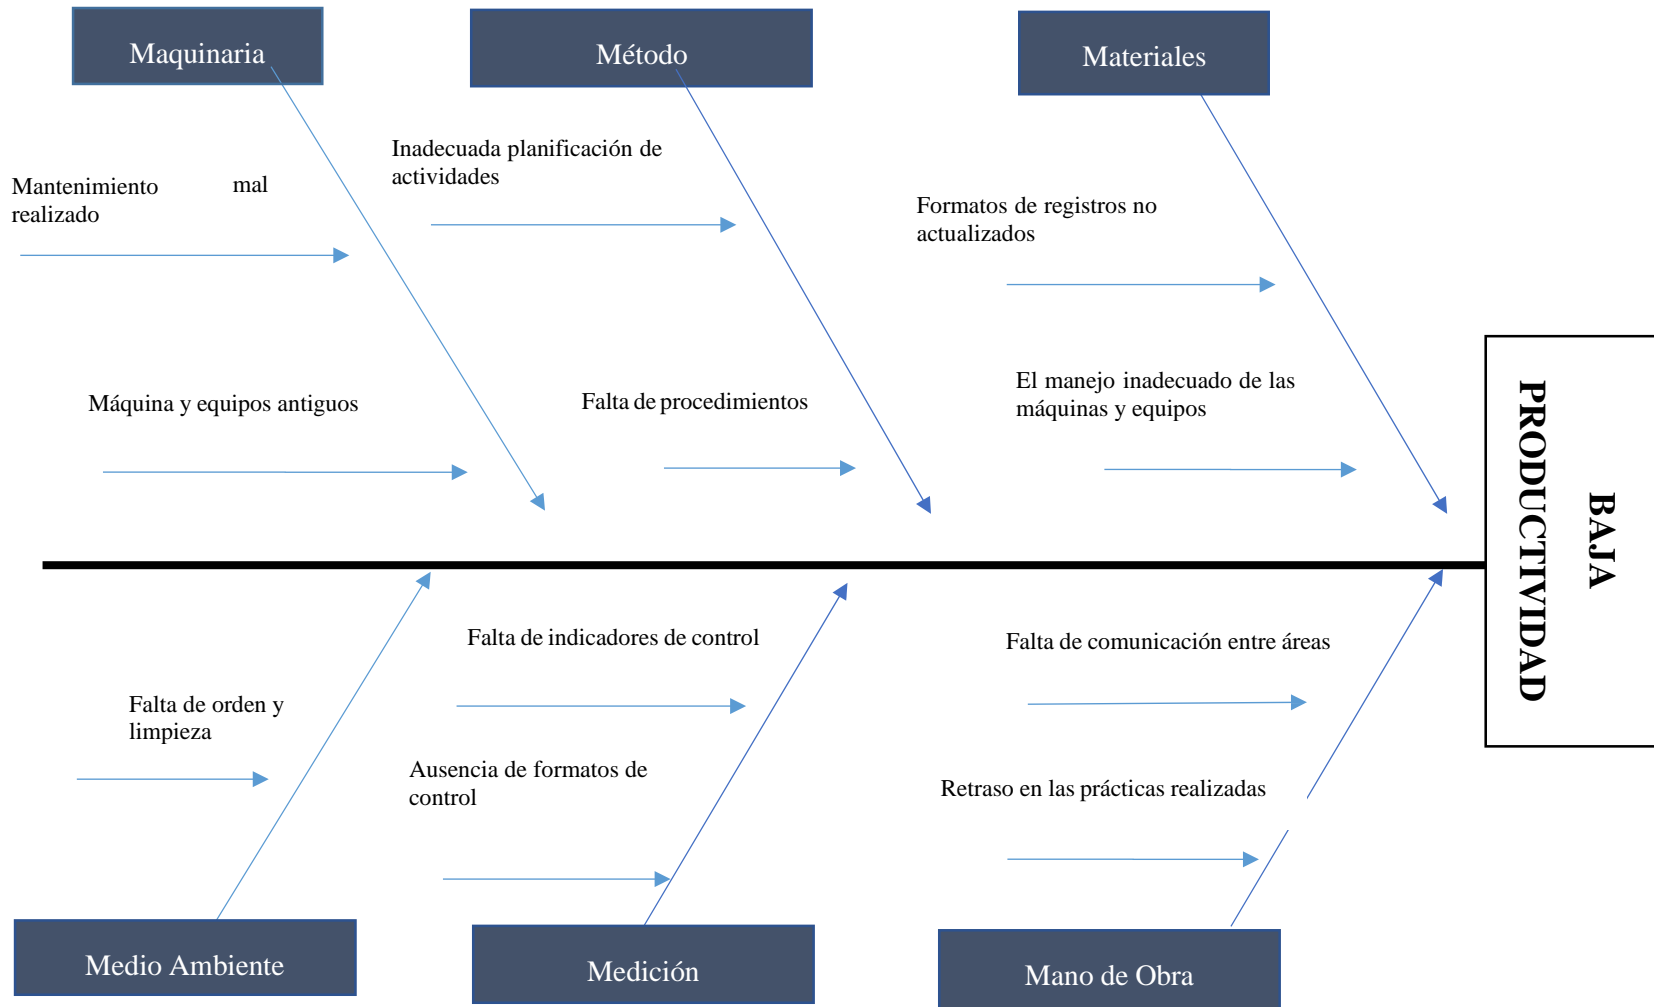 Maquinaria
Método
Materiales
Mantenimiento mal
realizado
Inadecuada planificación de
actividades
Formatos de registros no
actualizados
Máquina y equipos antiguos
Falta de procedimientos
El manejo inadecuado de las
máquinas y equipos
BAJA
PRODUCTIVIDAD
Falta de indicadores de control
Falta de comunicación entre áreas
Falta de orden y
limpieza
Ausencia de formatos de
control
Retraso en las prácticas realizadas
Medio Ambiente
Medición
Mano de Obra